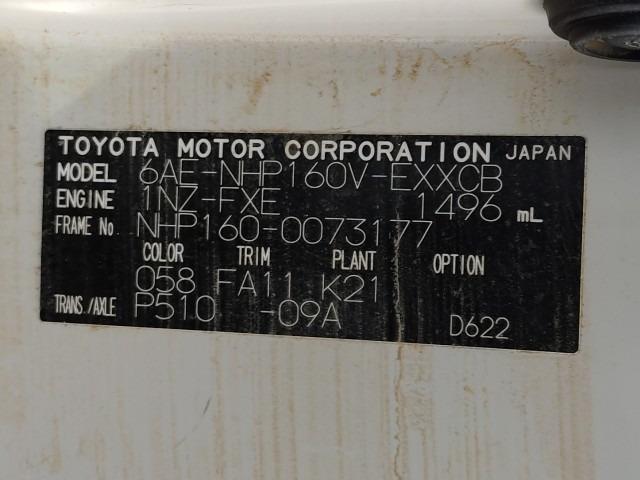 TOYOTA MOTOR CORPORATION JAPAN
MODEL 6AE-NHP160V-EXXCB
ENGINE 1NZ-FXE 1496 mL
FRAME No. NHP160-0073177
COLOR TRIM PLANT OPTION
058 FA11 K21
TRANS./AXLE P510 -09A D622